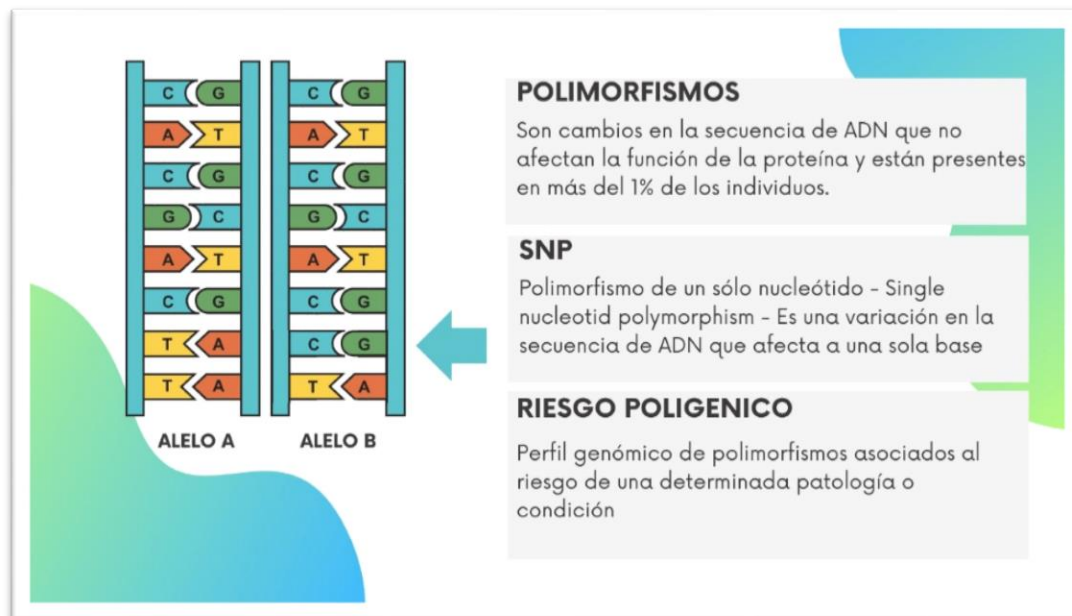 C G C G
A T A T
C G C G
G C G C
A T A T
C G C G
T A C G
T A T A
ALELO A ALELO B
POLIMORFISMOS
Son cambios en la secuencia de ADN que no
afectan la función de la proteína y están presentes
en más del 1% de los individuos.
SNP
Polimorfismo de un sólo nucleótido - Single
nucleotid polymorphism - Es una variación en la
secuencia de ADN que afecta a una sola base
RIESGO POLIGENICO
Perfil genómico de polimorfismos asociados al
riesgo de una determinada patología o
condición